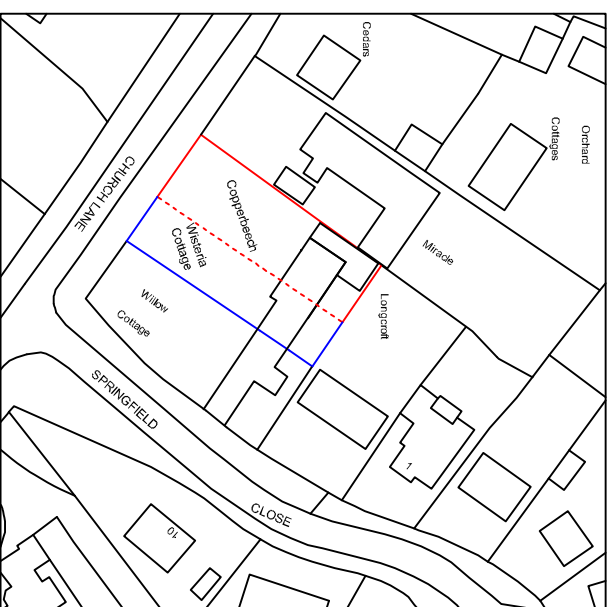 Cedars
Orchard
Cottages
CHURCH LANE
Copperbeech
Wisteria
Cottage
Miracle
Willow
Cottage
Longcroft
SPRINGFIELD
1
CLOSE
10